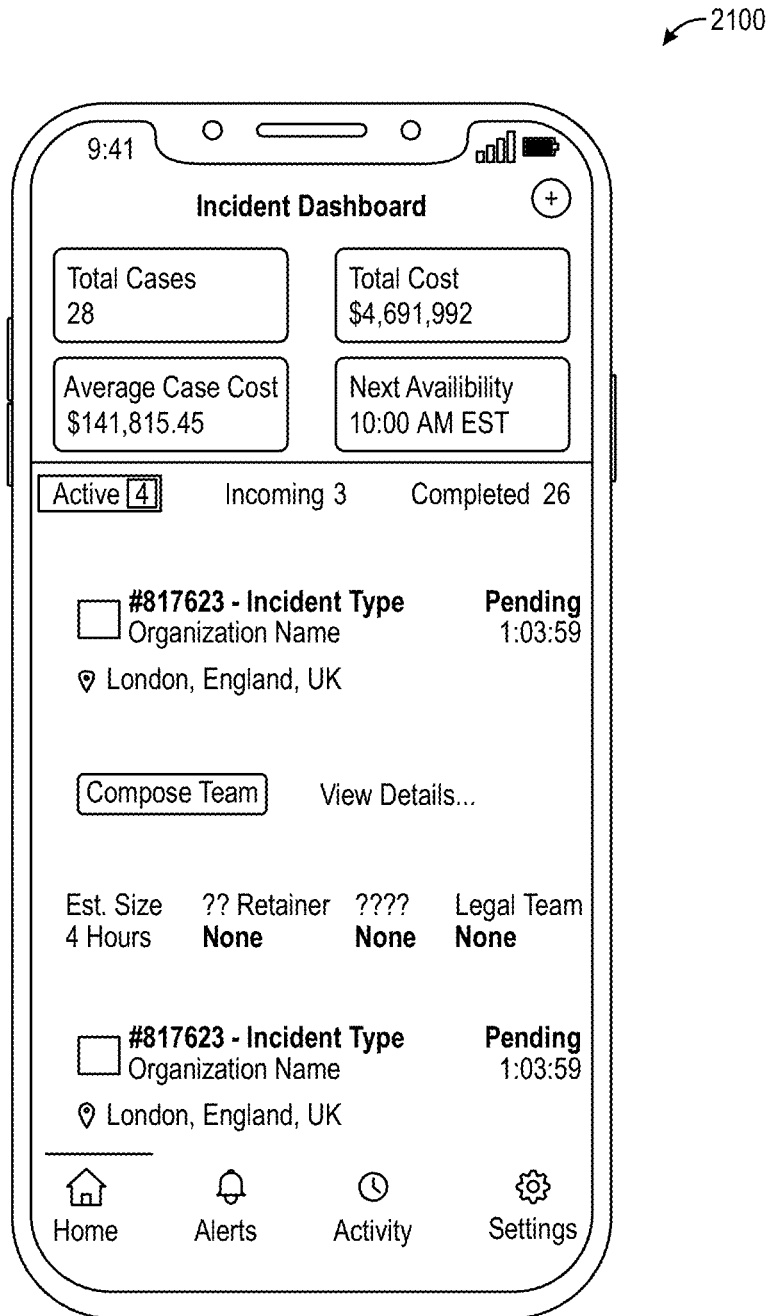 2100
9:41
Incident Dashboard
Total Cases
28
Total Cost
$4,691,992
Average Case Cost
$141,815.45
Next Availibility
10:00 AM EST
Active 4 Incoming 3 Completed 26
#817623 - Incident Type Pending
Organization Name 1:03:59
London, England, UK
Compose Team View Details...
Est. Size ?? Retainer ???? Legal Team
4 Hours None None None
#817623 - Incident Type Pending
Organization Name 1:03:59
London, England, UK
Home Alerts Activity Settings